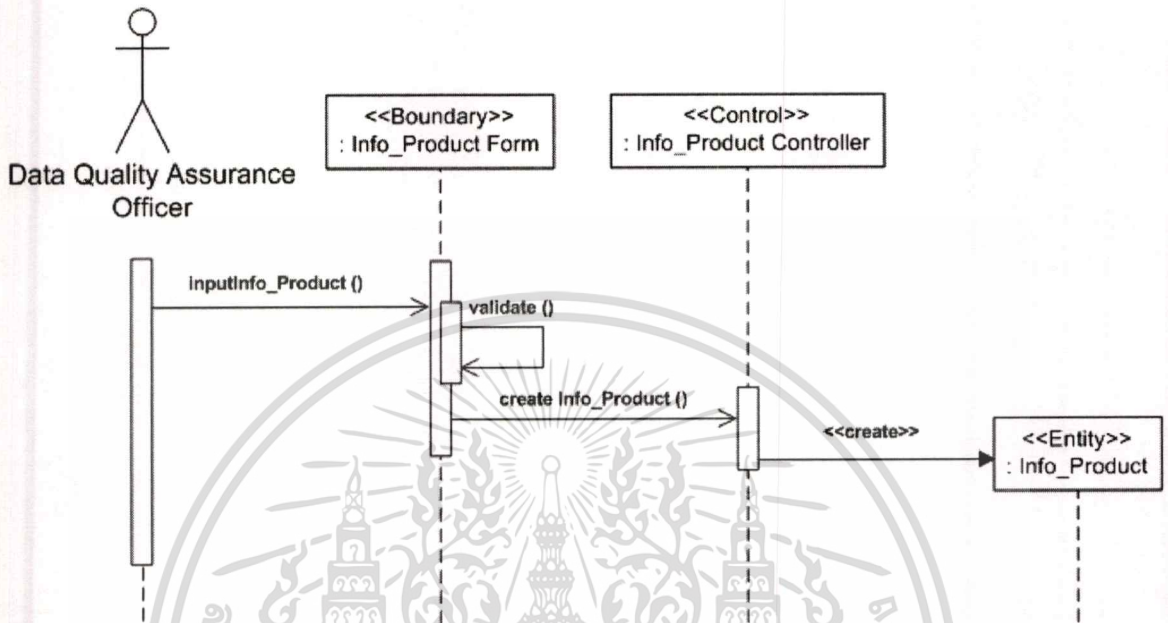 <<Boundary>>
: Info_Product Form
<<Control>>
: Info_Product Controller
Data Quality Assurance
Officer
inputInfo_Product ()
validate ()
create Info_Product ()
<<create>>
<<Entity>>
: Info_Product